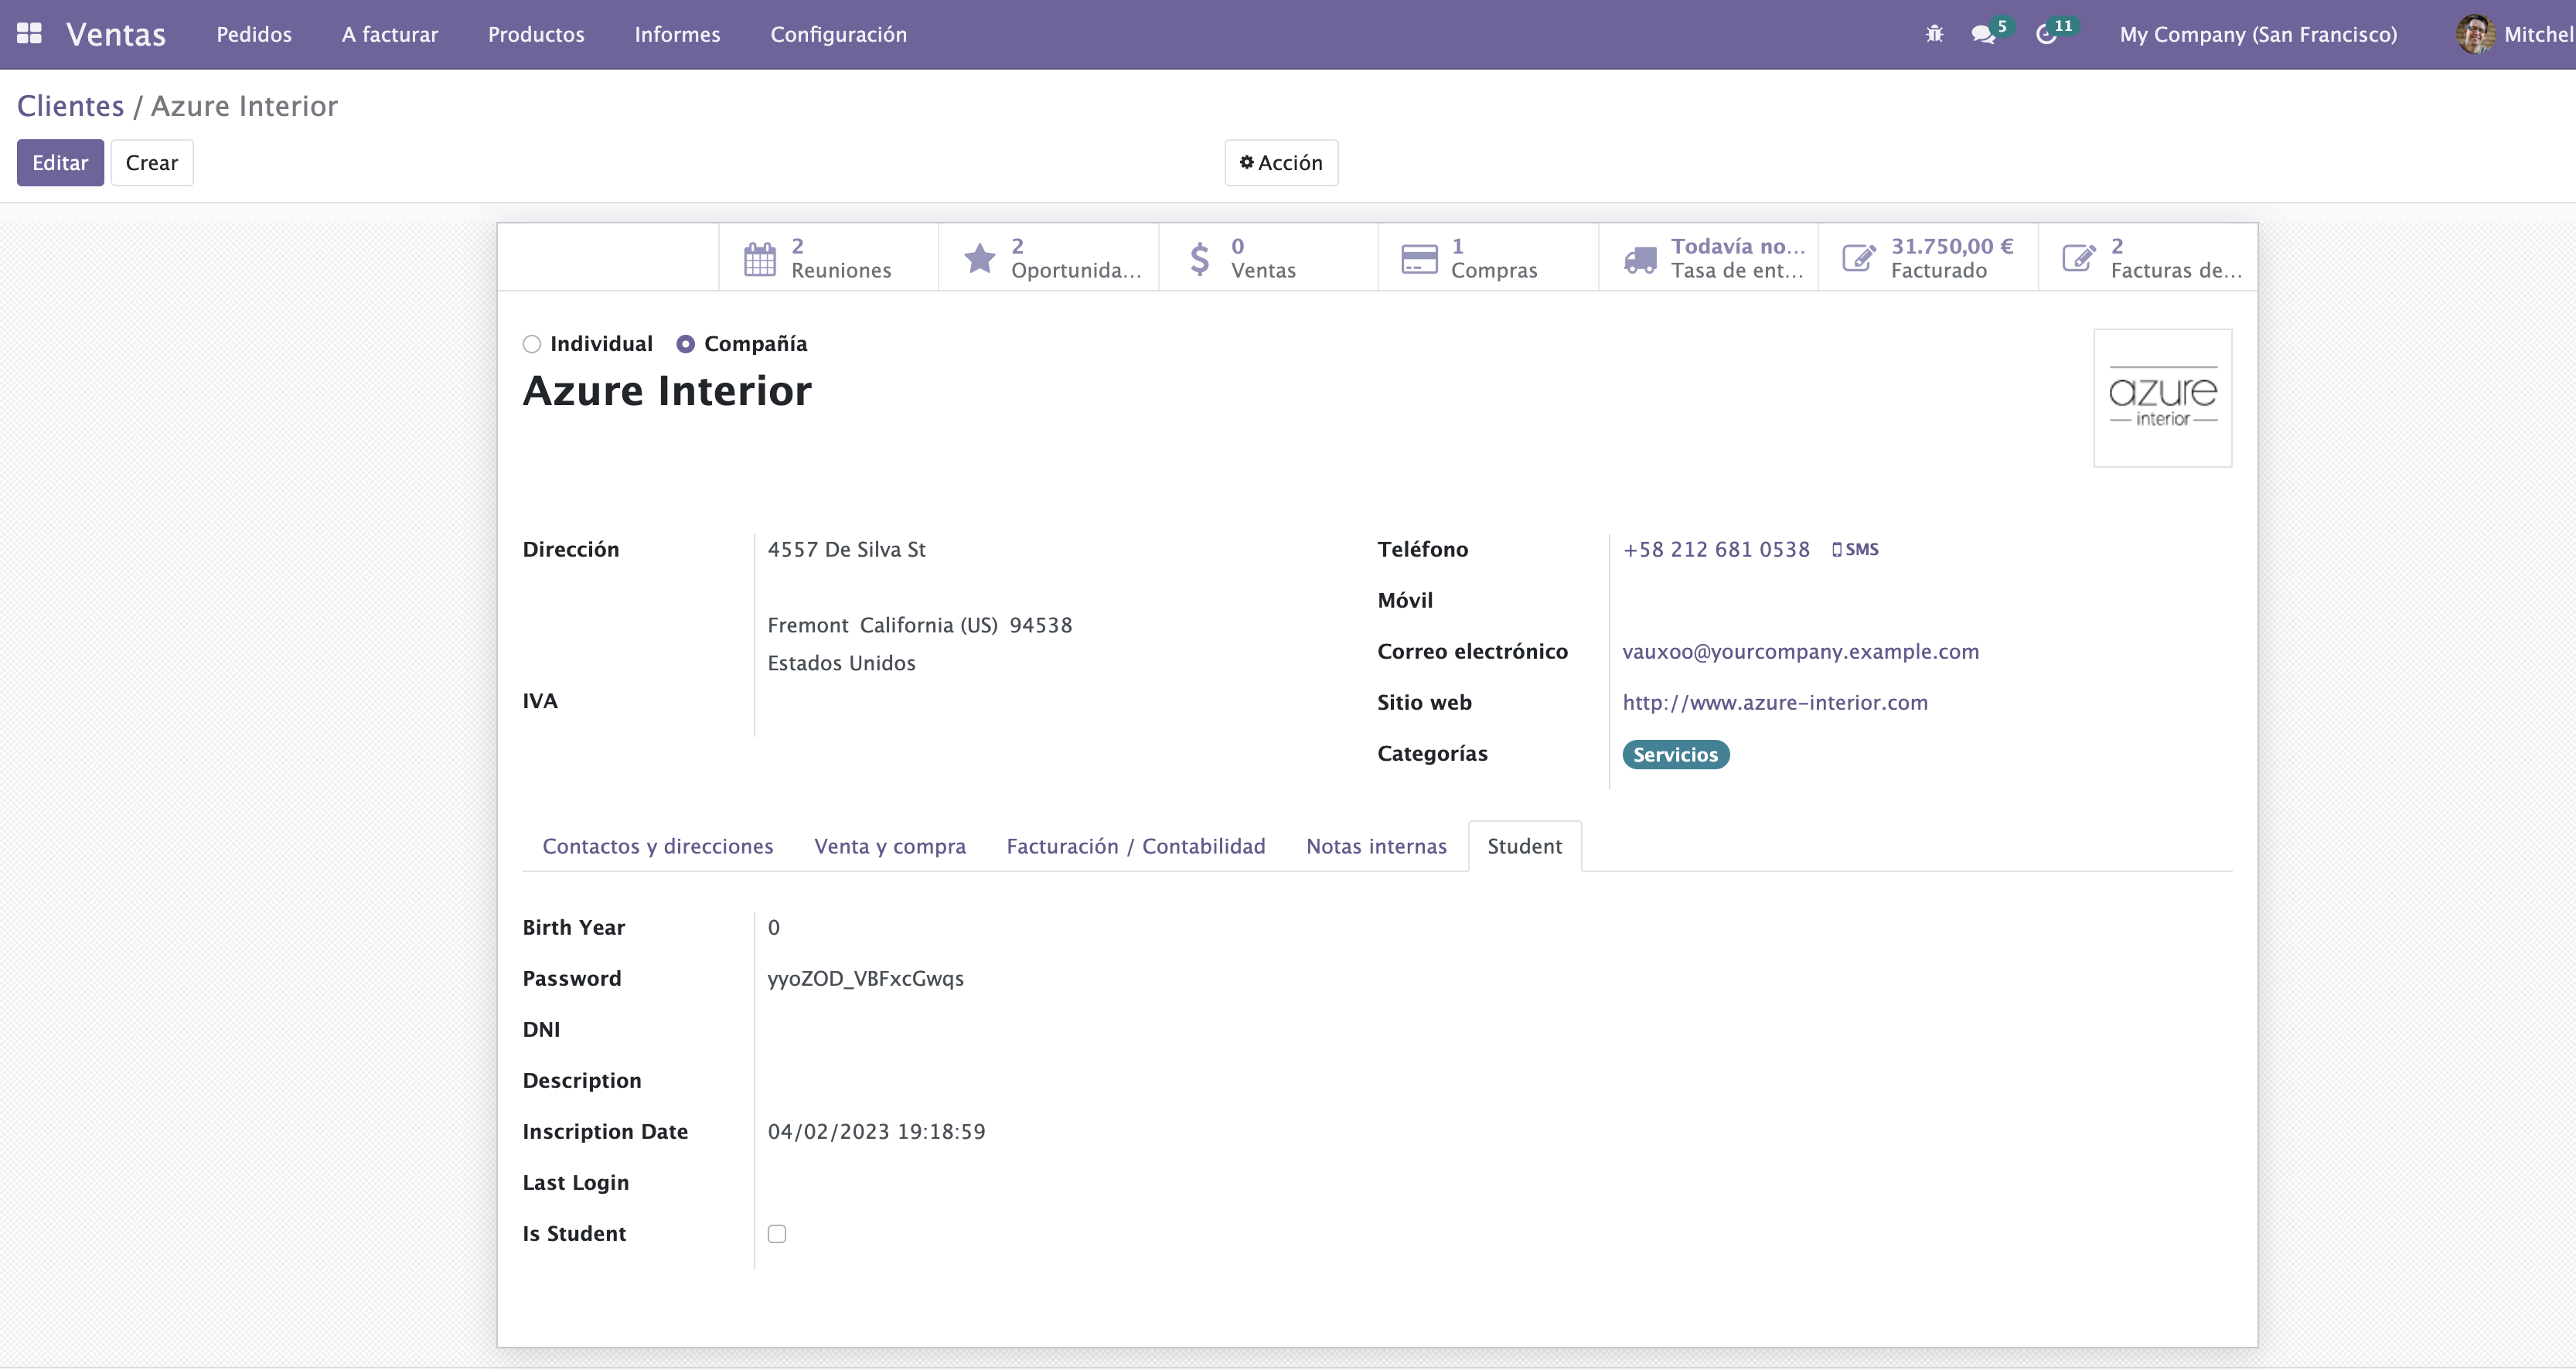 Ventas Pedidos A facturar Productos Informes Configuración 5 11 My Company (San Francisco) Mitchel
Clientes / Azure Interior
Editar Crear Acción
2 Reuniones
2 Oportunida...
0 Ventas
1 Compras
Todavía no... Tasa de ent...
31.750,00 € Facturado
2 Facturas de...
Individual Compañía
Azure Interior
azure
interior
Dirección 4557 De Silva St
Fremont California (US) 94538
Estados Unidos
IVA
Teléfono +58 212 681 0538 SMS
Móvil
Correo electrónico vauxoo@yourcompany.example.com
Sitio web http://www.azure-interior.com
Categorías Servicios
Contactos y direcciones Venta y compra Facturación / Contabilidad Notas internas Student
Birth Year 0
Password yyoZOD_VBFxcGwqs
DNI
Description
Inscription Date 04/02/2023 19:18:59
Last Login
Is Student